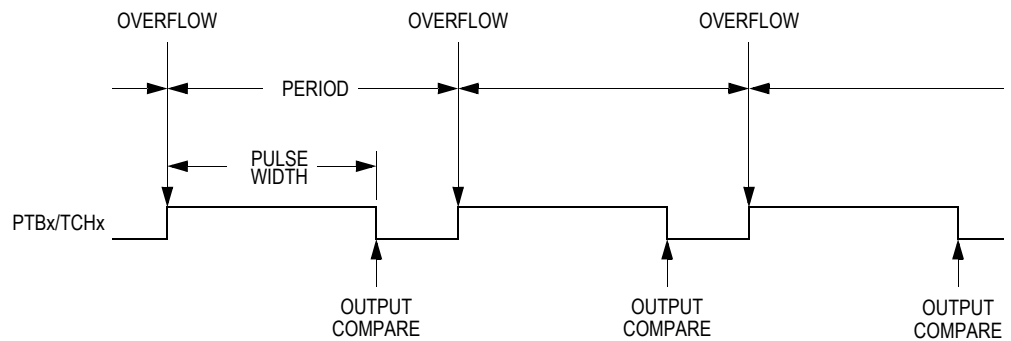 OVERFLOW
OVERFLOW
OVERFLOW
PERIOD
PULSE
WIDTH
PTBx/TCHx
OUTPUT
COMPARE
OUTPUT
COMPARE
OUTPUT
COMPARE